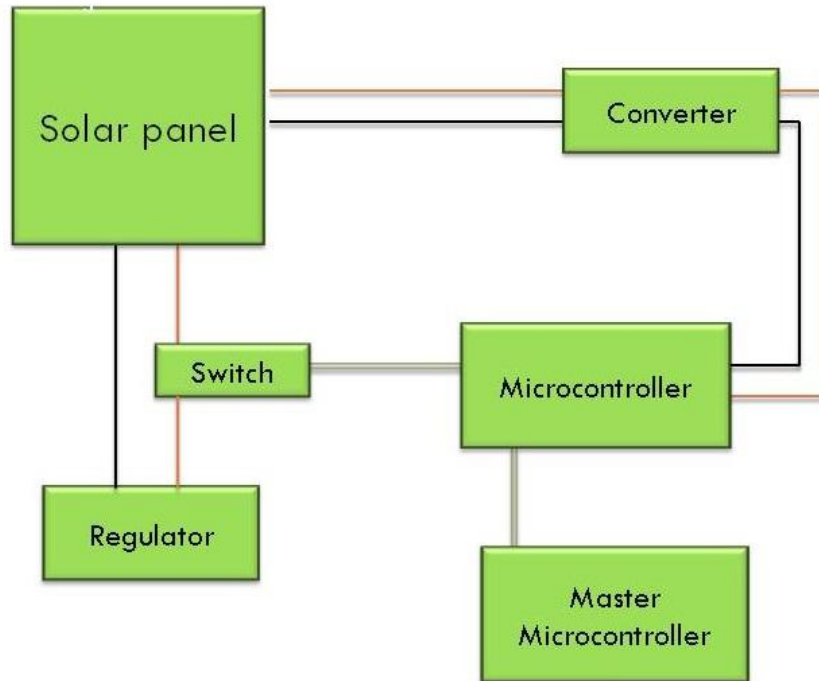 Solar panel
Converter
Switch
Microcontroller
Regulator
Master
Microcontroller